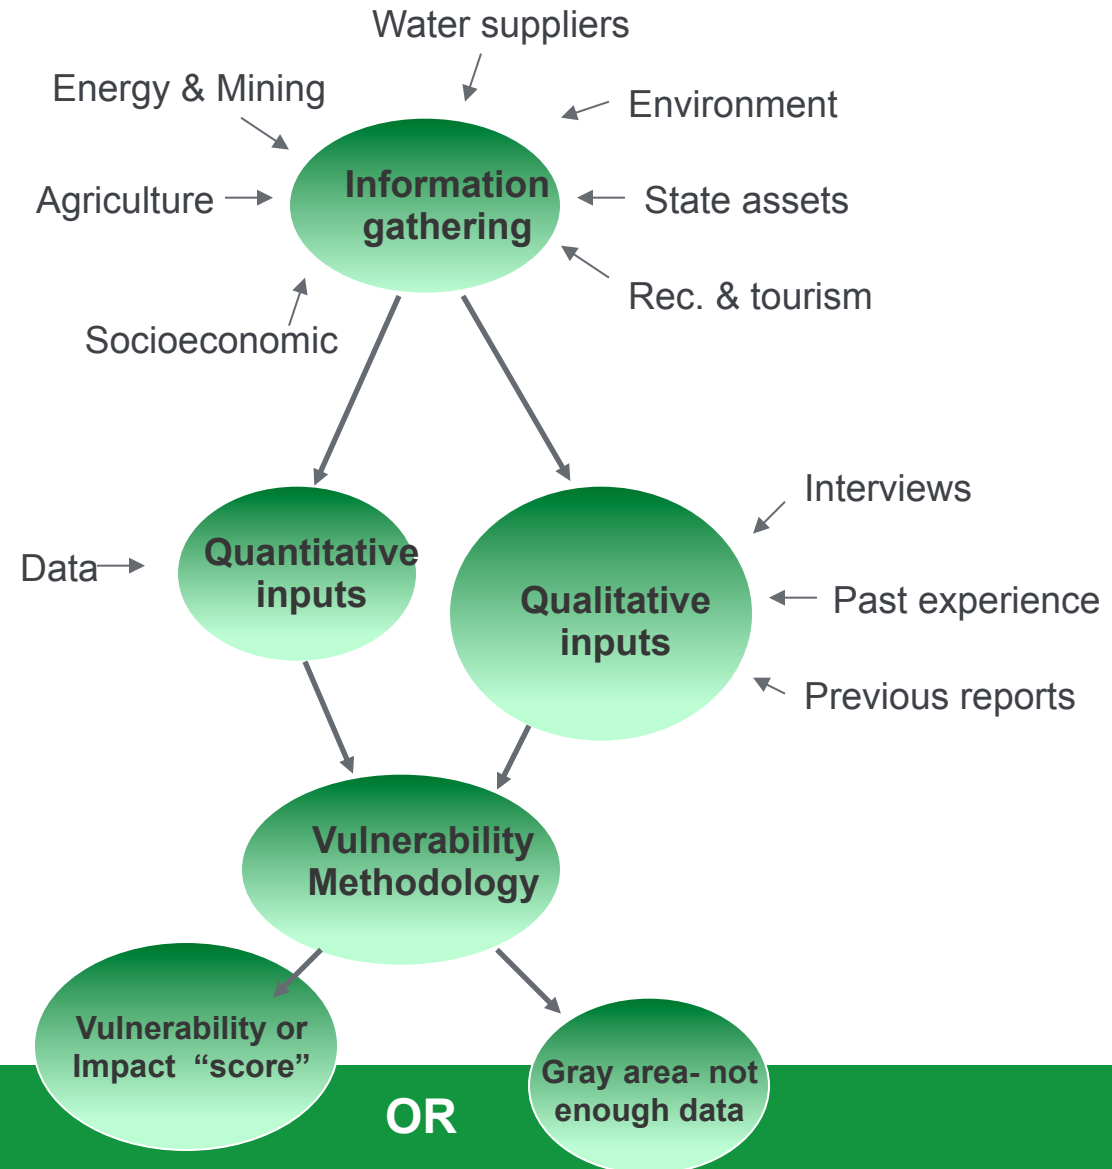 Water suppliers
Energy & Mining
Environment
Information
gathering
Agriculture
State assets
Rec. & tourism
Socioeconomic
Interviews
Quantitative
inputs
Data
Qualitative
inputs
Past experience
Previous reports
Vulnerability
Methodology
Vulnerability or
Impact “score”
OR
Gray area- not
enough data